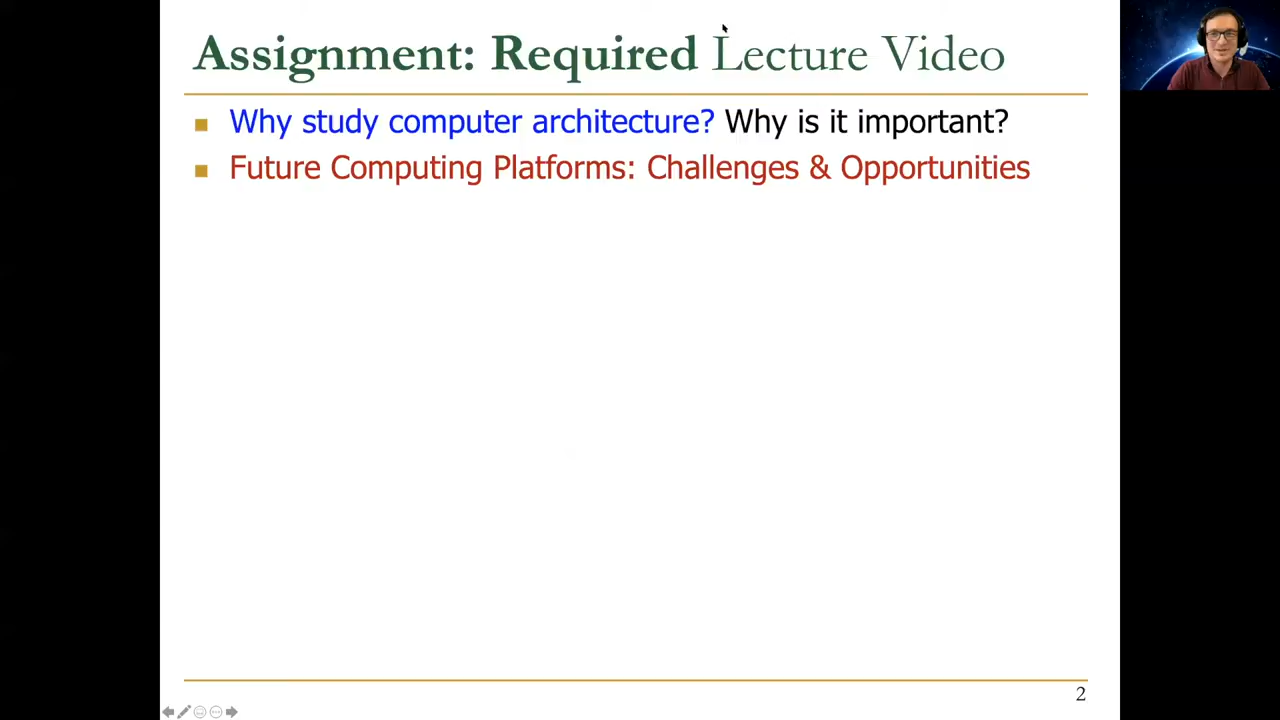 Assignment: Required Lecture Video
Why study computer architecture? Why is it important?
Future Computing Platforms: Challenges & Opportunities
2